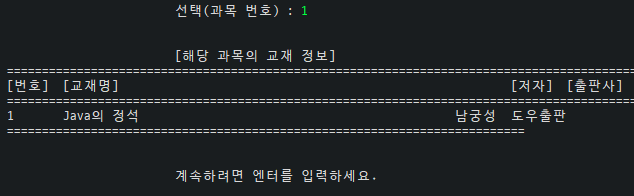 선택(과목 번호) : 1
[해당 과목의 교재 정보]
==========================================================================================
[번호] [교재명] [저자] [출판사]
==========================================================================================
1 Java의 정석 남궁성 도우출판
==========================================================================
계속하려면 엔터를 입력하세요.